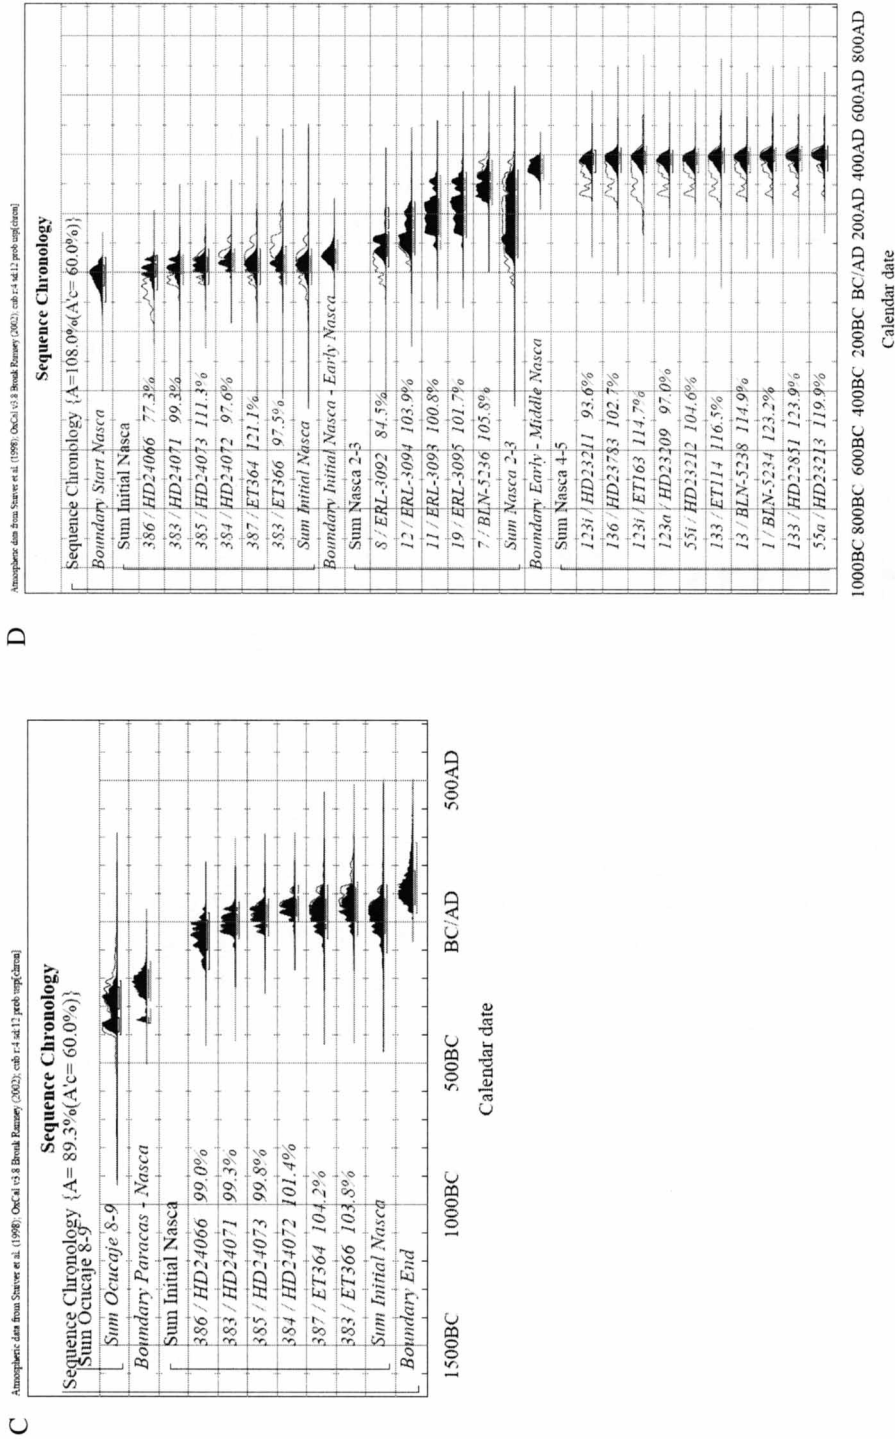 C
Atmospheric data from Stuiver et al. (1998); OxCal v3.8 Bronk Ramsey (2002); cub r:4 sd:12 prob usp[chron]
Sequence Chronology
Sequence Chronology {A= 89.3%(A'c= 60.0%)}
Sum Ocucaje 8-9
Sum Ocucaje 8-9
Boundary Paracas - Nasca
Sum Initial Nasca
386 / HD24066 99.0%
383 / HD24071 99.3%
385 / HD24073 99.8%
384 / HD24072 101.4%
387 / ET364 104.2%
383 / ET366 103.8%
Sum Initial Nasca
Boundary End
1500BC 1000BC 500BC BC/AD 500AD
Calendar date
D
Atmospheric data from Stuiver et al. (1998); OxCal v3.8 Bronk Ramsey (2002); cub r:4 sd:12 prob usp[chron]
Sequence Chronology
Sequence Chronology {A=108.0%(A'c= 60.0%)}
Boundary Start Nasca
Sum Initial Nasca
386 / HD24066 77.3%
383 / HD24071 99.3%
385 / HD24073 111.3%
384 / HD24072 97.6%
387 / ET364 121.1%
383 / ET366 97.5%
Sum Initial Nasca
Boundary Initial Nasca - Early Nasca
Sum Nasca 2-3
8 / ERL-3092 84.5%
12 / ERL-3094 103.9%
11 / ERL-3093 100.8%
19 / ERL-3095 101.7%
7 / BLN-5236 105.8%
Sum Nasca 2-3
Boundary Early - Middle Nasca
Sum Nasca 4-5
123i / HD23211 93.6%
136 / HD23783 102.7%
123i / ET163 114.7%
123a / HD23209 97.0%
55i / HD23212 104.6%
133 / ET114 116.5%
13 / BLN-5238 114.9%
1 / BLN-5234 123.2%
133 / HD22851 123.9%
55a / HD23213 119.9%
1000BC 800BC 600BC 400BC 200BC BC/AD 200AD 400AD 600AD 800AD
Calendar date